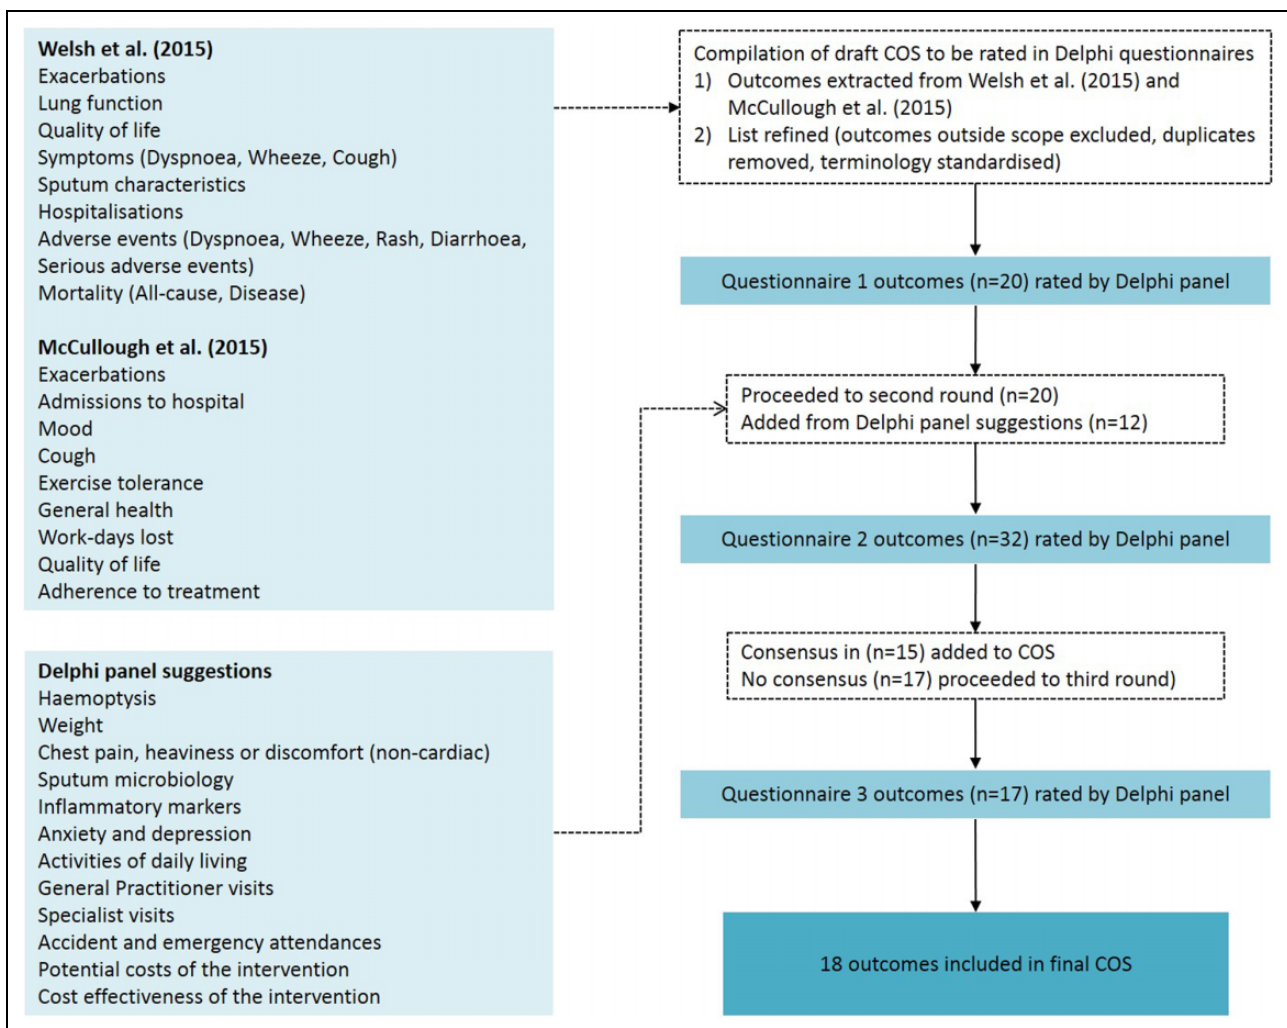 Welsh et al. (2015)
Exacerbations
Lung function
Quality of life
Symptoms (Dyspnoea, Wheeze, Cough)
Sputum characteristics
Hospitalisations
Adverse events (Dyspnoea, Wheeze, Rash, Diarrhoea,
Serious adverse events)
Mortality (All-cause, Disease)
McCullough et al. (2015)
Exacerbations
Admissions to hospital
Mood
Cough
Exercise tolerance
General health
Work-days lost
Quality of life
Adherence to treatment
Delphi panel suggestions
Haemoptysis
Weight
Chest pain, heaviness or discomfort (non-cardiac)
Sputum microbiology
Inflammatory markers
Anxiety and depression
Activities of daily living
General Practitioner visits
Specialist visits
Accident and emergency attendances
Potential costs of the intervention
Cost effectiveness of the intervention
Compilation of draft COS to be rated in Delphi questionnaires
1) Outcomes extracted from Welsh et al. (2015) and
McCullough et al. (2015)
2) List refined (outcomes outside scope excluded, duplicates
removed, terminology standardised)
Questionnaire 1 outcomes (n=20) rated by Delphi panel
Proceeded to second round (n=20)
Added from Delphi panel suggestions (n=12)
Questionnaire 2 outcomes (n=32) rated by Delphi panel
Consensus in (n=15) added to COS
No consensus (n=17) proceeded to third round)
Questionnaire 3 outcomes (n=17) rated by Delphi panel
18 outcomes included in final COS